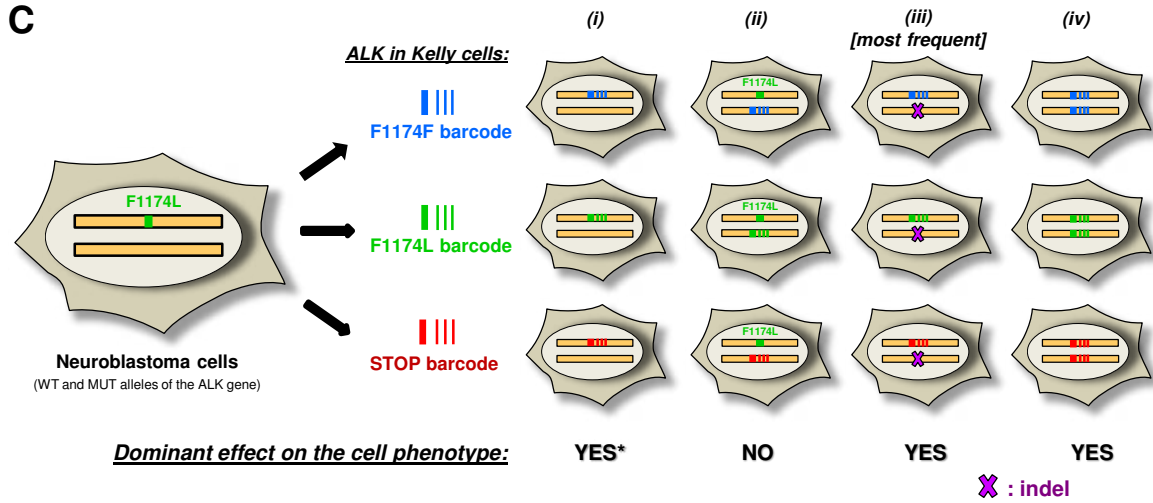 C
(i)
(ii)
(iii)
[most frequent]
(iv)
ALK in Kelly cells:
F1174F barcode
F1174L
F1174L
F1174L barcode
F1174L
STOP barcode
F1174L
Neuroblastoma cells
(WT and MUT alleles of the ALK gene)
Dominant effect on the cell phenotype:
YES*
NO
YES
YES
: indel